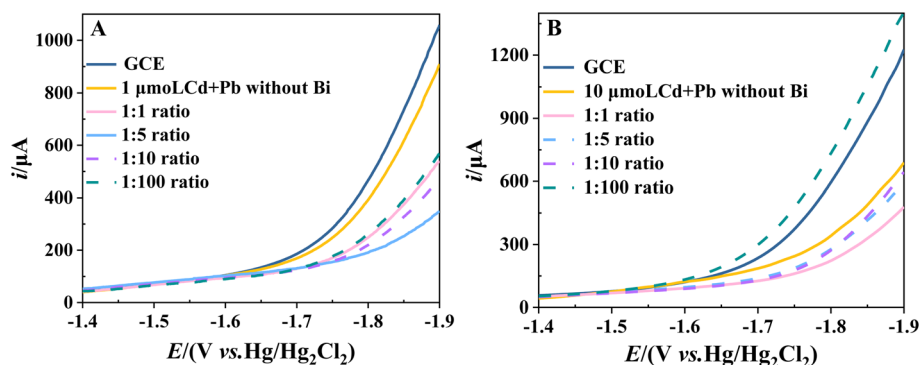 A
1000
800
600
400
200
0
i/μA
GCE
1 μmoLCd+Pb without Bi
1:1 ratio
1:5 ratio
1:10 ratio
1:100 ratio
-1.4 -1.5 -1.6 -1.7 -1.8 -1.9
E/(V vs.Hg/Hg₂Cl₂)
B
1400
1200
900
600
300
0
i/μA
GCE
10 μmoLCd+Pb without Bi
1:1 ratio
1:5 ratio
1:10 ratio
1:100 ratio
-1.4 -1.5 -1.6 -1.7 -1.8 -1.9
E/(V vs.Hg/Hg₂Cl₂)